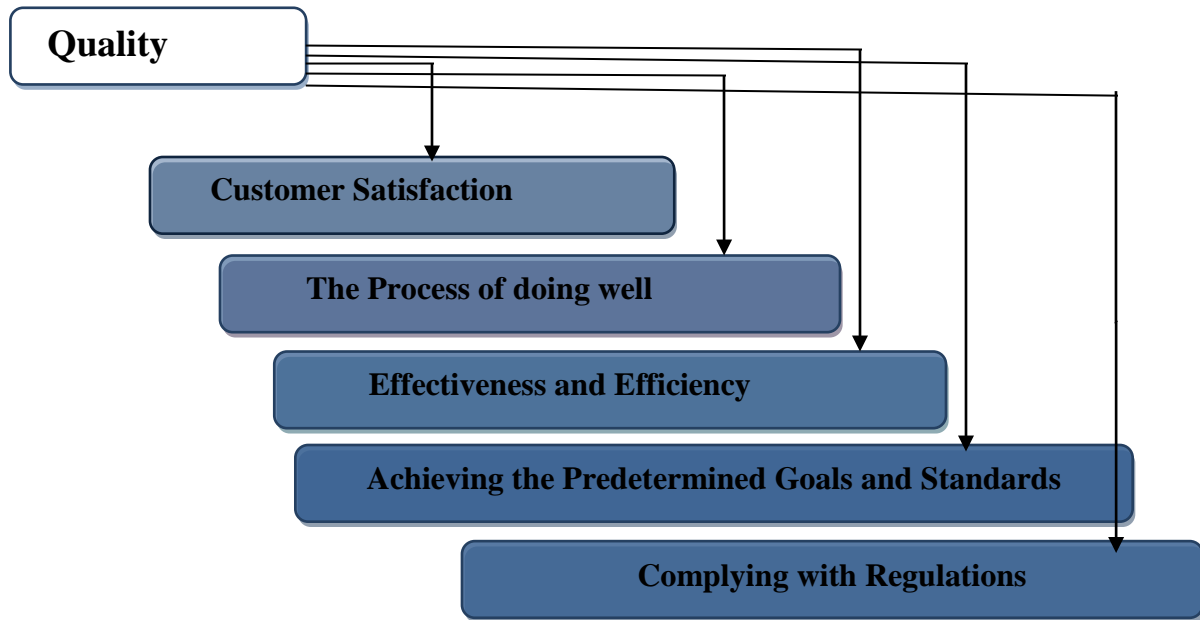 Quality
Customer Satisfaction
The Process of doing well
Effectiveness and Efficiency
Achieving the Predetermined Goals and Standards
Complying with Regulations